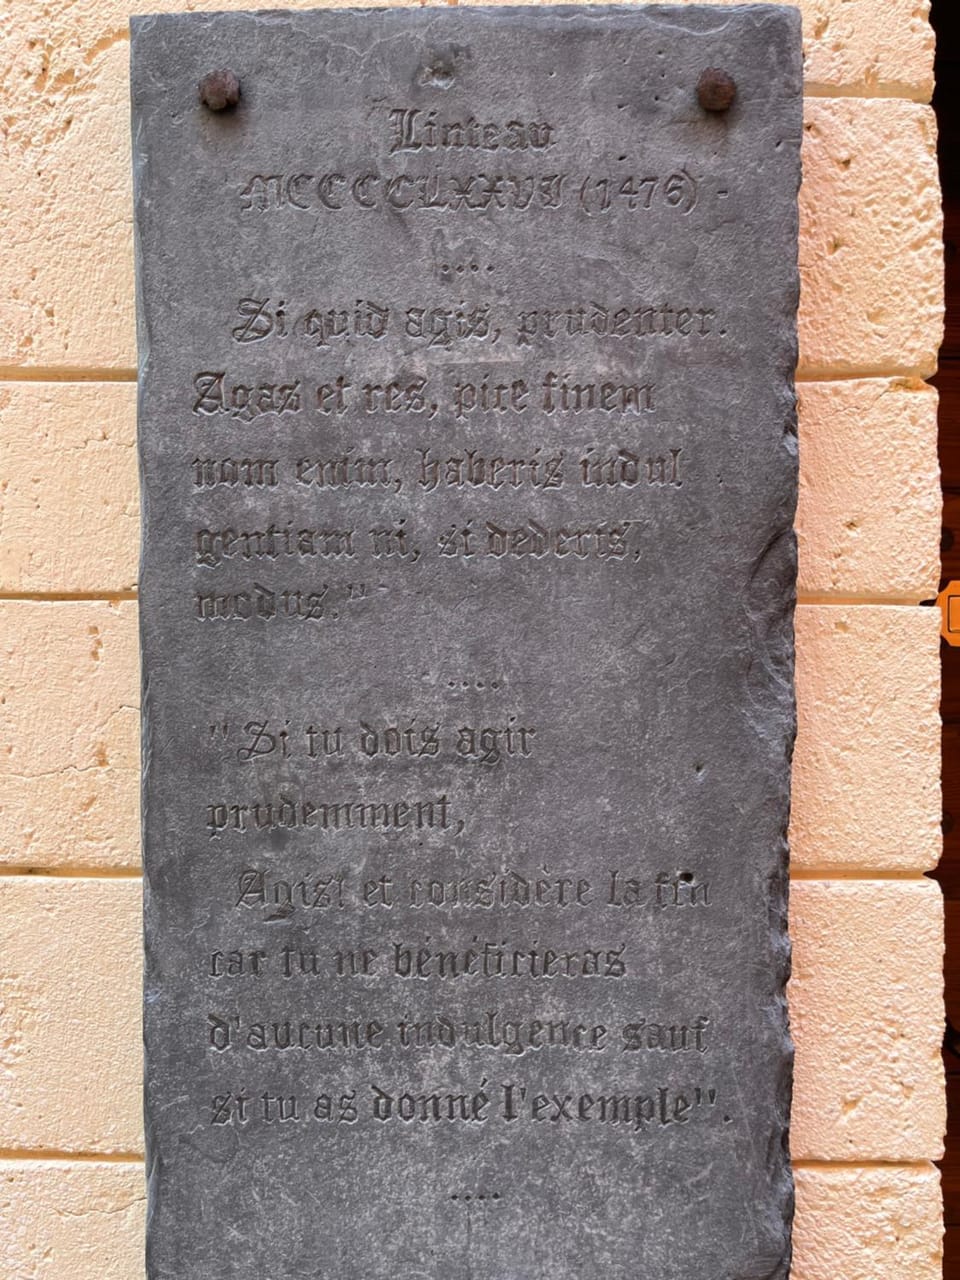 Linteau
MCCCCLXXVI (1476) -
....
Si quid agis, prudenter.
Agas et res, pice finem
nom enim, haberis indul
gentiam ni, si dederis,
modus."
....
"Si tu dois agir
prudemment,
Agist et considère la fin
car tu ne bénéficieras
d'aucune indulgence sauf
si tu as donné l'exemple".
....